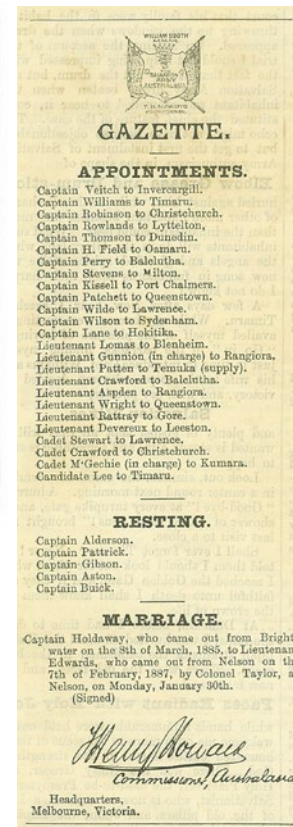 WILLIAM BOOTH
GENERAL
SALVATION
ARMY
AUSTRALASIA
GAZETTE.
APPOINTMENTS.
Captain Veitch to Invercargill.
Captain Williams to Timaru.
Captain Robinson to Christchurch.
Captain Rowlands to Lyttelton,
Captain Thomson to Dunedin.
Captain H. Field to Oamaru.
Captain Perry to Balclutha.
Captain Stevens to Milton.
Captain Kissell to Port Chalmers.
Captain Patchett to Queenstown.
Captain Wilde to Lawrence.
Captain Wilson to Sydenham.
Captain Lane to Hokitika.
Lieutenant Lomas to Blenheim.
Lieutenant Gunnion (in charge) to Rangiora.
Lieutenant Patten to Temuka (supply).
Lieutenant Crawford to Balclutha.
Lieutenant Aspden to Rangiora.
Lieutenant Wright to Queenstown.
Lieutenant Rattray to Gore.
Lieutenant Devereux to Leeston.
Cadet Stewart to Lawrence.
Cadet Crawford to Christchurch.
Cadet M'Gechie (in charge) to Kumara.
Candidate Lee to Timaru.
RESTING.
Captain Alderson.
Captain Pattrick.
Captain Gibson.
Captain Aston.
Captain Buick.
MARRIAGE.
Captain Holdaway, who came out from Bright
water on the 8th of March, 1885, to Lieutenan
Edwards, who came out from Nelson on th
7th of February, 1887, by Colonel Taylor, a
Nelson, on Monday, January 30th.
(Signed)
T Henry Howard
Commissioner, Australasia
Headquarters,
Melbourne, Victoria.